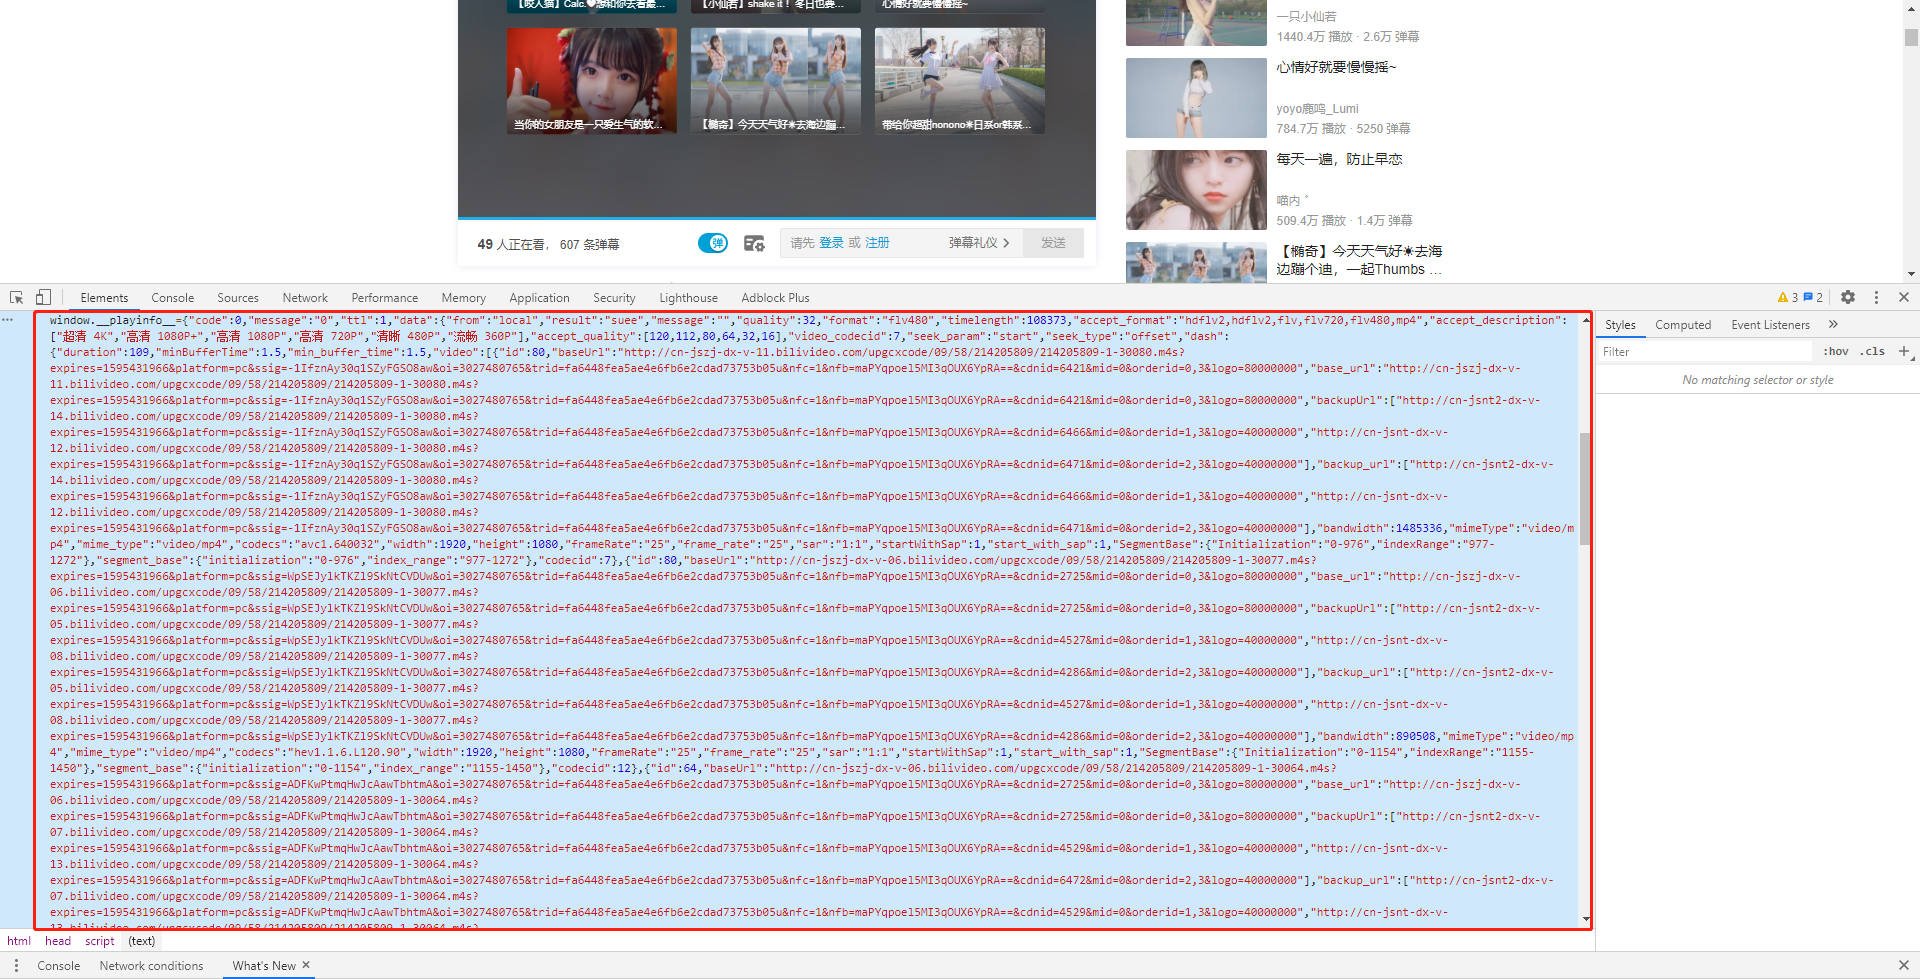 【咬人猫】Calc.♥想和你去看最...
【小仙若】shake it！ 冬日也要...
心情好就要慢慢摇~
当你的女朋友是一只爱生气的软...
【椭奇】今天天气好☀去海边蹦...
带给你超甜nonono☀日系or韩系...
49 人正在看， 607 条弹幕
弹
请先 登录 或 注册
弹幕礼仪 >
发送
一只小仙若
1440.4万 播放 · 2.6万 弹幕
心情好就要慢慢摇~
yoyo鹿鸣_Lumi
784.7万 播放 · 5250 弹幕
每天一遍，防止早恋
喵内 ゜
509.4万 播放 · 1.4万 弹幕
【椭奇】今天天气好☀去海
边蹦个迪，一起Thumbs ...
Elements Console Sources Network Performance Memory Application Security Lighthouse Adblock Plus 3 2
window.__playinfo__={"code":0,"message":"0","ttl":1,"data":{"from":"local","result":"suee","message":"","quality":32,"format":"flv480","timelength":108373,"accept_format":"hdflv2,hdflv2,flv,flv720,flv480,mp4","accept_description":
["超清 4K","高清 1080P+","高清 1080P","高清 720P","清晰 480P","流畅 360P"],"accept_quality":[120,112,80,64,32,16],"video_codecid":7,"seek_param":"start","seek_type":"offset","dash":
{"duration":109,"minBufferTime":1.5,"min_buffer_time":1.5,"video":[{"id":80,"baseUrl":"http://cn-jszj-dx-v-11.bilivideo.com/upgcxcode/09/58/214205809/214205809-1-30080.m4s?
expires=1595431966&platform=pc&ssig=-1IfznAy30q1SZyFGSO8aw&oi=3027480765&trid=fa6448fea5ae4e6fb6e2cdad73753b05u&nfc=1&nfb=maPYqpoel5MI3qOUX6YpRA==&cdnid=6421&mid=0&orderid=0,3&logo=80000000","base_url":"http://cn-jszj-dx-v-
11.bilivideo.com/upgcxcode/09/58/214205809/214205809-1-30080.m4s?
expires=1595431966&platform=pc&ssig=-1IfznAy30q1SZyFGSO8aw&oi=3027480765&trid=fa6448fea5ae4e6fb6e2cdad73753b05u&nfc=1&nfb=maPYqpoel5MI3qOUX6YpRA==&cdnid=6421&mid=0&orderid=0,3&logo=80000000","backupUrl":["http://cn-jsnt2-dx-v-
14.bilivideo.com/upgcxcode/09/58/214205809/214205809-1-30080.m4s?
expires=1595431966&platform=pc&ssig=-1IfznAy30q1SZyFGSO8aw&oi=3027480765&trid=fa6448fea5ae4e6fb6e2cdad73753b05u&nfc=1&nfb=maPYqpoel5MI3qOUX6YpRA==&cdnid=6466&mid=0&orderid=1,3&logo=40000000","http://cn-jsnt-dx-v-
12.bilivideo.com/upgcxcode/09/58/214205809/214205809-1-30080.m4s?
expires=1595431966&platform=pc&ssig=-1IfznAy30q1SZyFGSO8aw&oi=3027480765&trid=fa6448fea5ae4e6fb6e2cdad73753b05u&nfc=1&nfb=maPYqpoel5MI3qOUX6YpRA==&cdnid=6471&mid=0&orderid=2,3&logo=40000000"],"backup_url":["http://cn-jsnt2-dx-v-
14.bilivideo.com/upgcxcode/09/58/214205809/214205809-1-30080.m4s?
expires=1595431966&platform=pc&ssig=-1IfznAy30q1SZyFGSO8aw&oi=3027480765&trid=fa6448fea5ae4e6fb6e2cdad73753b05u&nfc=1&nfb=maPYqpoel5MI3qOUX6YpRA==&cdnid=6466&mid=0&orderid=1,3&logo=40000000","http://cn-jsnt-dx-v-
12.bilivideo.com/upgcxcode/09/58/214205809/214205809-1-30080.m4s?
expires=1595431966&platform=pc&ssig=-1IfznAy30q1SZyFGSO8aw&oi=3027480765&trid=fa6448fea5ae4e6fb6e2cdad73753b05u&nfc=1&nfb=maPYqpoel5MI3qOUX6YpRA==&cdnid=6471&mid=0&orderid=2,3&logo=40000000"],"bandwidth":1485336,"mimeType":"video/m
p4","mime_type":"video/mp4","codecs":"avc1.640032","width":1920,"height":1080,"frameRate":"25","frame_rate":"25","sar":"1:1","startWithSap":1,"start_with_sap":1,"SegmentBase":{"Initialization":"0-976","indexRange":"977-
1272"},"segment_base":{"initialization":"0-976","index_range":"977-1272"},"codecid":7},{"id":80,"baseUrl":"http://cn-jszj-dx-v-06.bilivideo.com/upgcxcode/09/58/214205809/214205809-1-30077.m4s?
expires=1595431966&platform=pc&ssig=WpSEJylkTKZl9SkNtCVDUw&oi=3027480765&trid=fa6448fea5ae4e6fb6e2cdad73753b05u&nfc=1&nfb=maPYqpoel5MI3qOUX6YpRA==&cdnid=2725&mid=0&orderid=0,3&logo=80000000","base_url":"http://cn-jszj-dx-v-
06.bilivideo.com/upgcxcode/09/58/214205809/214205809-1-30077.m4s?
expires=1595431966&platform=pc&ssig=WpSEJylkTKZl9SkNtCVDUw&oi=3027480765&trid=fa6448fea5ae4e6fb6e2cdad73753b05u&nfc=1&nfb=maPYqpoel5MI3qOUX6YpRA==&cdnid=2725&mid=0&orderid=0,3&logo=80000000","backupUrl":["http://cn-jsnt2-dx-v-
05.bilivideo.com/upgcxcode/09/58/214205809/214205809-1-30077.m4s?
expires=1595431966&platform=pc&ssig=WpSEJylkTKZl9SkNtCVDUw&oi=3027480765&trid=fa6448fea5ae4e6fb6e2cdad73753b05u&nfc=1&nfb=maPYqpoel5MI3qOUX6YpRA==&cdnid=4527&mid=0&orderid=1,3&logo=40000000","http://cn-jsnt-dx-v-
08.bilivideo.com/upgcxcode/09/58/214205809/214205809-1-30077.m4s?
expires=1595431966&platform=pc&ssig=WpSEJylkTKZl9SkNtCVDUw&oi=3027480765&trid=fa6448fea5ae4e6fb6e2cdad73753b05u&nfc=1&nfb=maPYqpoel5MI3qOUX6YpRA==&cdnid=4286&mid=0&orderid=2,3&logo=40000000"],"backup_url":["http://cn-jsnt2-dx-v-
05.bilivideo.com/upgcxcode/09/58/214205809/214205809-1-30077.m4s?
expires=1595431966&platform=pc&ssig=WpSEJylkTKZl9SkNtCVDUw&oi=3027480765&trid=fa6448fea5ae4e6fb6e2cdad73753b05u&nfc=1&nfb=maPYqpoel5MI3qOUX6YpRA==&cdnid=4527&mid=0&orderid=1,3&logo=40000000","http://cn-jsnt-dx-v-
08.bilivideo.com/upgcxcode/09/58/214205809/214205809-1-30077.m4s?
expires=1595431966&platform=pc&ssig=WpSEJylkTKZl9SkNtCVDUw&oi=3027480765&trid=fa6448fea5ae4e6fb6e2cdad73753b05u&nfc=1&nfb=maPYqpoel5MI3qOUX6YpRA==&cdnid=4286&mid=0&orderid=2,3&logo=40000000"],"bandwidth":890508,"mimeType":"video/mp
4","mime_type":"video/mp4","codecs":"hev1.1.6.L120.90","width":1920,"height":1080,"frameRate":"25","frame_rate":"25","sar":"1:1","startWithSap":1,"start_with_sap":1,"SegmentBase":{"Initialization":"0-1154","indexRange":"1155-
1450"},"segment_base":{"initialization":"0-1154","index_range":"1155-1450"},"codecid":12},{"id":64,"baseUrl":"http://cn-jszj-dx-v-06.bilivideo.com/upgcxcode/09/58/214205809/214205809-1-30064.m4s?
expires=1595431966&platform=pc&ssig=ADFKwPtmqHwJcAawTbhtmA&oi=3027480765&trid=fa6448fea5ae4e6fb6e2cdad73753b05u&nfc=1&nfb=maPYqpoel5MI3qOUX6YpRA==&cdnid=2725&mid=0&orderid=0,3&logo=80000000","base_url":"http://cn-jszj-dx-v-
06.bilivideo.com/upgcxcode/09/58/214205809/214205809-1-30064.m4s?
expires=1595431966&platform=pc&ssig=ADFKwPtmqHwJcAawTbhtmA&oi=3027480765&trid=fa6448fea5ae4e6fb6e2cdad73753b05u&nfc=1&nfb=maPYqpoel5MI3qOUX6YpRA==&cdnid=2725&mid=0&orderid=0,3&logo=80000000","backupUrl":["http://cn-jsnt2-dx-v-
07.bilivideo.com/upgcxcode/09/58/214205809/214205809-1-30064.m4s?
expires=1595431966&platform=pc&ssig=ADFKwPtmqHwJcAawTbhtmA&oi=3027480765&trid=fa6448fea5ae4e6fb6e2cdad73753b05u&nfc=1&nfb=maPYqpoel5MI3qOUX6YpRA==&cdnid=4529&mid=0&orderid=1,3&logo=40000000","http://cn-jsnt-dx-v-
13.bilivideo.com/upgcxcode/09/58/214205809/214205809-1-30064.m4s?
expires=1595431966&platform=pc&ssig=ADFKwPtmqHwJcAawTbhtmA&oi=3027480765&trid=fa6448fea5ae4e6fb6e2cdad73753b05u&nfc=1&nfb=maPYqpoel5MI3qOUX6YpRA==&cdnid=6472&mid=0&orderid=2,3&logo=40000000"],"backup_url":["http://cn-jsnt2-dx-v-
07.bilivideo.com/upgcxcode/09/58/214205809/214205809-1-30064.m4s?
expires=1595431966&platform=pc&ssig=ADFKwPtmqHwJcAawTbhtmA&oi=3027480765&trid=fa6448fea5ae4e6fb6e2cdad73753b05u&nfc=1&nfb=maPYqpoel5MI3qOUX6YpRA==&cdnid=4529&mid=0&orderid=1,3&logo=40000000","http://cn-jsnt-dx-v-
13.bilivideo.com/upgcxcode/09/58/214205809/214205809-1-30064.m4s?
Styles Computed Event Listeners »
Filter :hov .cls +
No matching selector or style
html head script (text)
Console Network conditions What's New ×